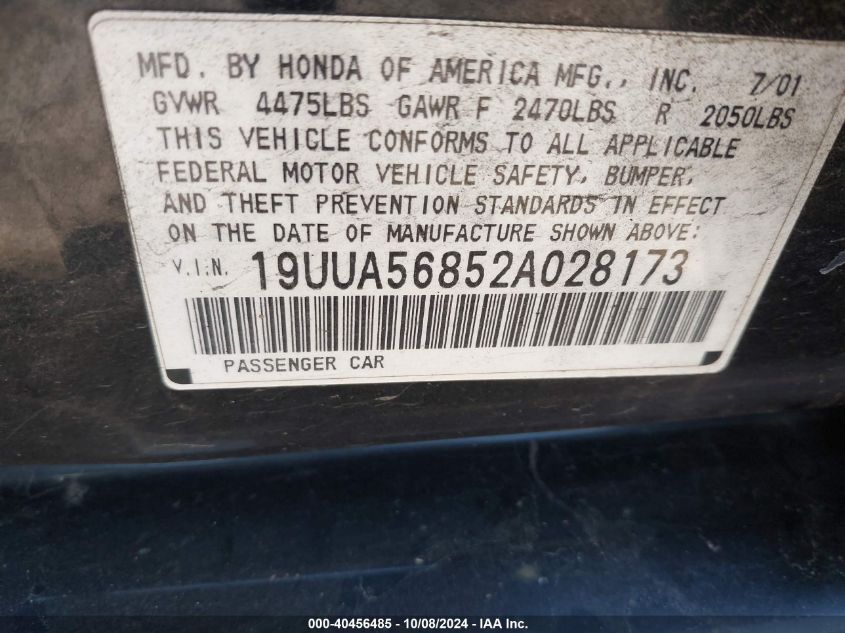 MFD. BY HONDA OF AMERICA MFG., INC. 7/01
GVWR 4475LBS GAWR F 2470LBS R 2050LBS
THIS VEHICLE CONFORMS TO ALL APPLICABLE
FEDERAL MOTOR VEHICLE SAFETY, BUMPER,
AND THEFT PREVENTION STANDARDS IN EFFECT
ON THE DATE OF MANUFACTURE SHOWN ABOVE:
V.I.N. 19UUA56852A028173
PASSENGER CAR
000-40456485 - 10/08/2024 - IAA Inc.